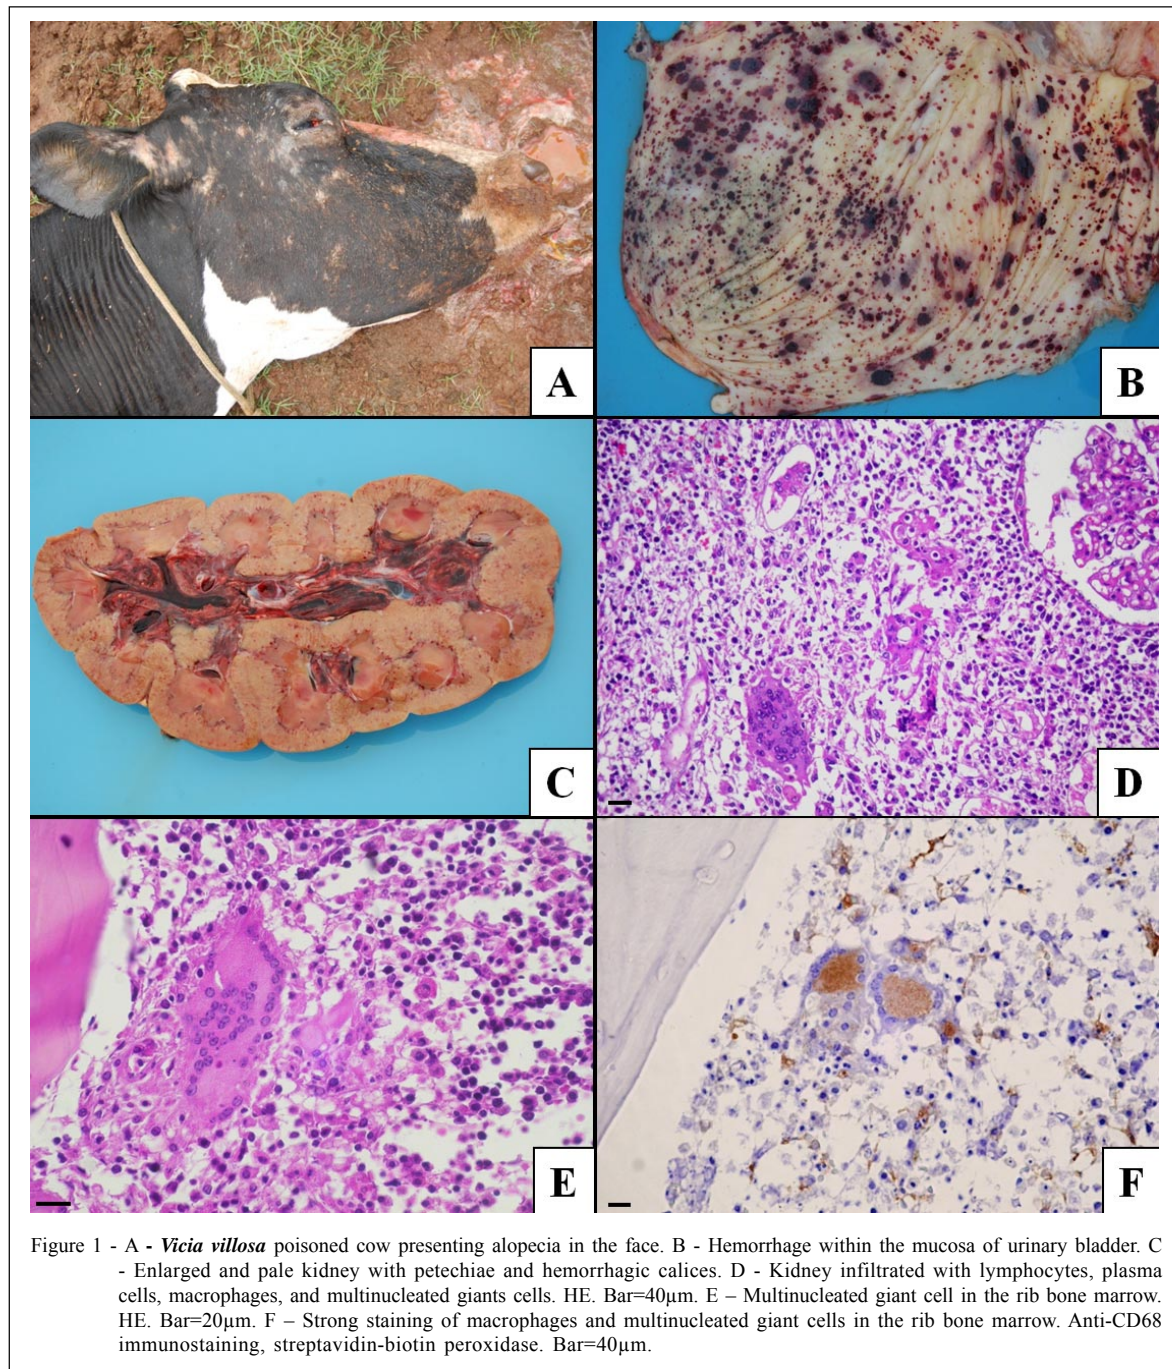 A
B
C
D
E
F
Figure 1 - A - Vicia villosa poisoned cow presenting alopecia in the face. B - Hemorrhage within the mucosa of urinary bladder. C
- Enlarged and pale kidney with petechiae and hemorrhagic calices. D - Kidney infiltrated with lymphocytes, plasma
cells, macrophages, and multinucleated giants cells. HE. Bar=40µm. E – Multinucleated giant cell in the rib bone marrow.
HE. Bar=20µm. F – Strong staining of macrophages and multinucleated giant cells in the rib bone marrow. Anti-CD68
immunostaining, streptavidin-biotin peroxidase. Bar=40µm.